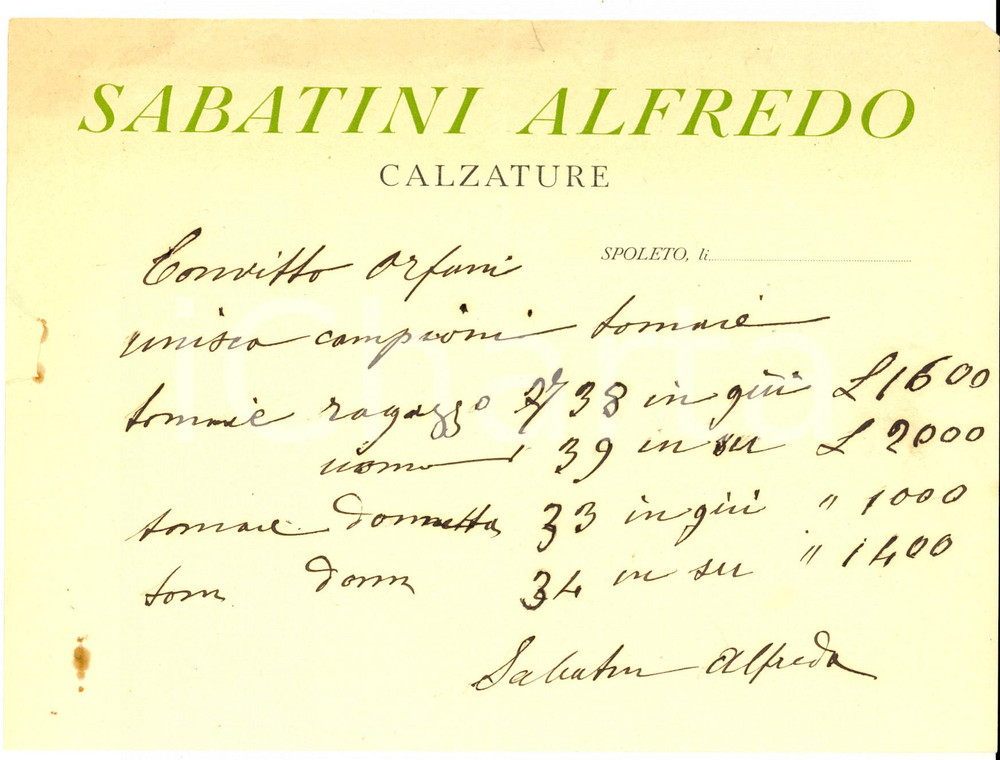 SABATINI ALFREDO
CALZATURE
SPOLETO, li
Convitto Orfani
unisco campioni tomaie
tomaie ragazzo 38 in giù £ 1600
uomo 39 in su £ 2000
tomaie donnetta 33 in giù " 1000
tom donn 34 in su " 1400
Sabatini Alfredo
iCharta